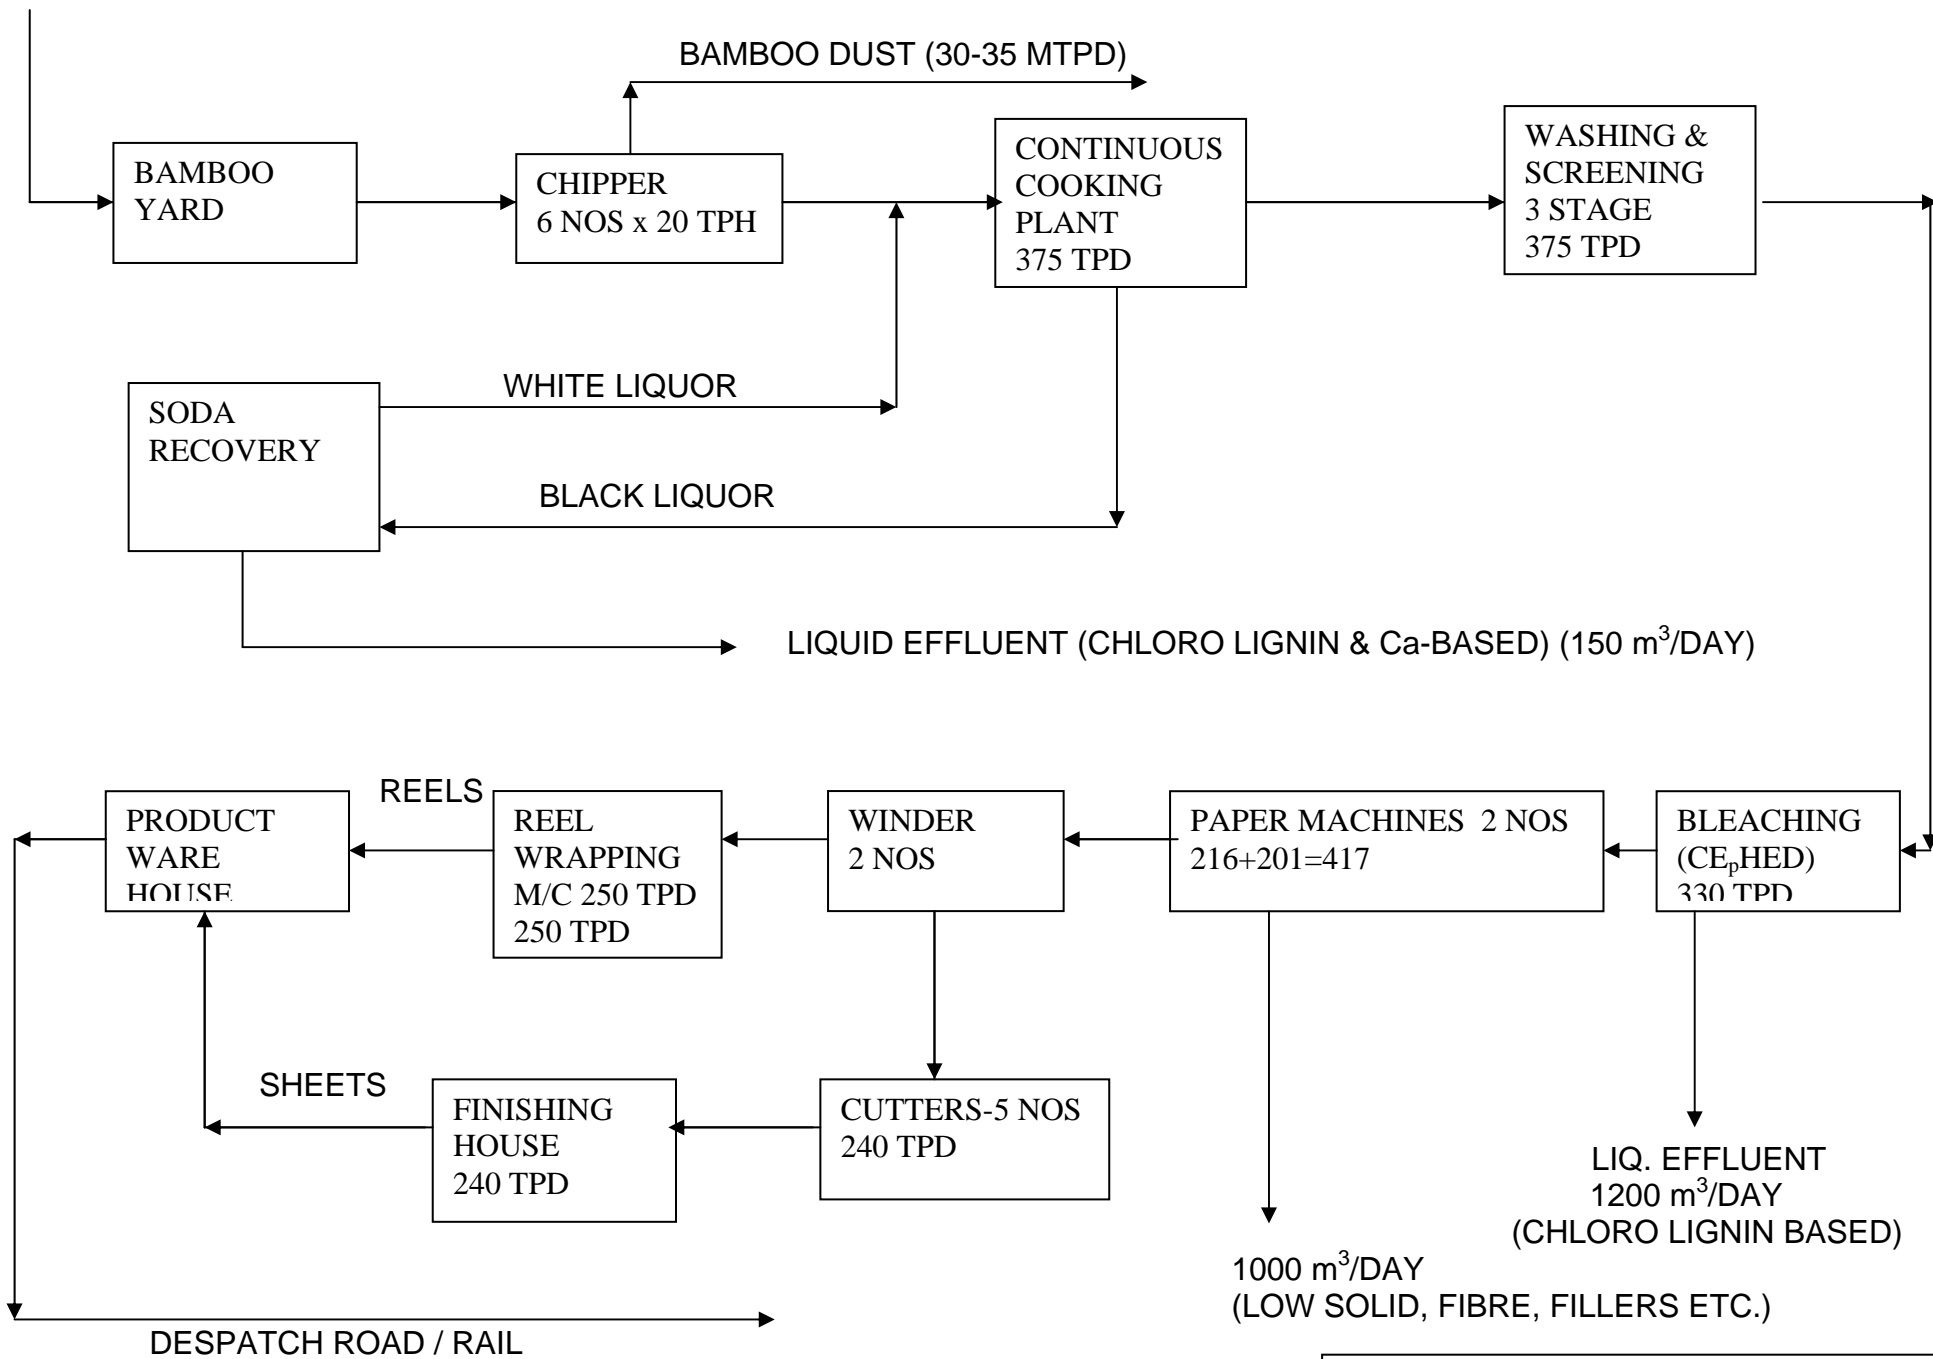 BAMBOO DUST (30-35 MTPD)
BAMBOO
YARD
CHIPPER
6 NOS x 20 TPH
CONTINUOUS
COOKING
PLANT
375 TPD
WASHING &
SCREENING
3 STAGE
375 TPD
SODA
RECOVERY
WHITE LIQUOR
BLACK LIQUOR
LIQUID EFFLUENT (CHLORO LIGNIN & Ca-BASED) (150 m³/DAY)
PRODUCT
WARE
HOUSE
REELS
REEL
WRAPPING
M/C 250 TPD
250 TPD
WINDER
2 NOS
PAPER MACHINES 2 NOS
216+201=417
BLEACHING
(CEₚHED)
330 TPD
SHEETS
FINISHING
HOUSE
240 TPD
CUTTERS-5 NOS
240 TPD
LIQ. EFFLUENT
1200 m³/DAY
(CHLORO LIGNIN BASED)
1000 m³/DAY
(LOW SOLID, FIBRE, FILLERS ETC.)
DESPATCH ROAD / RAIL